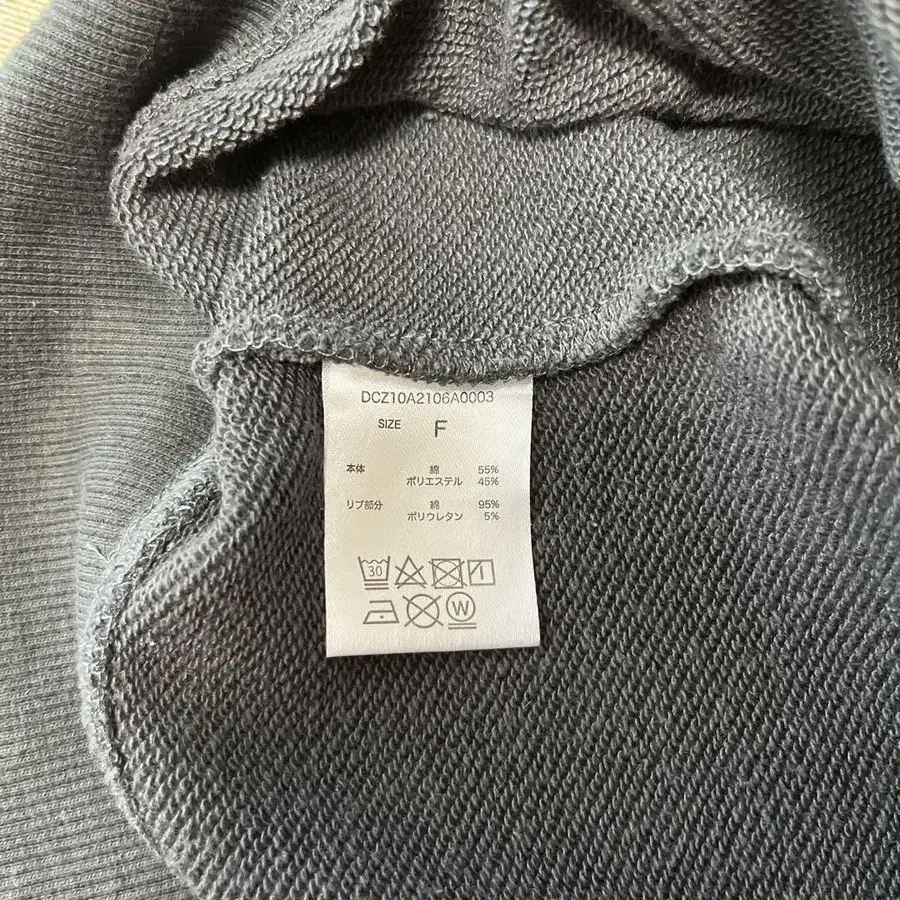 DCZ10A2106A0003
SIZE F
本体 綿 55%
ポリエステル 45%
リブ部分 綿 95%
ポリウレタン 5%
30
W